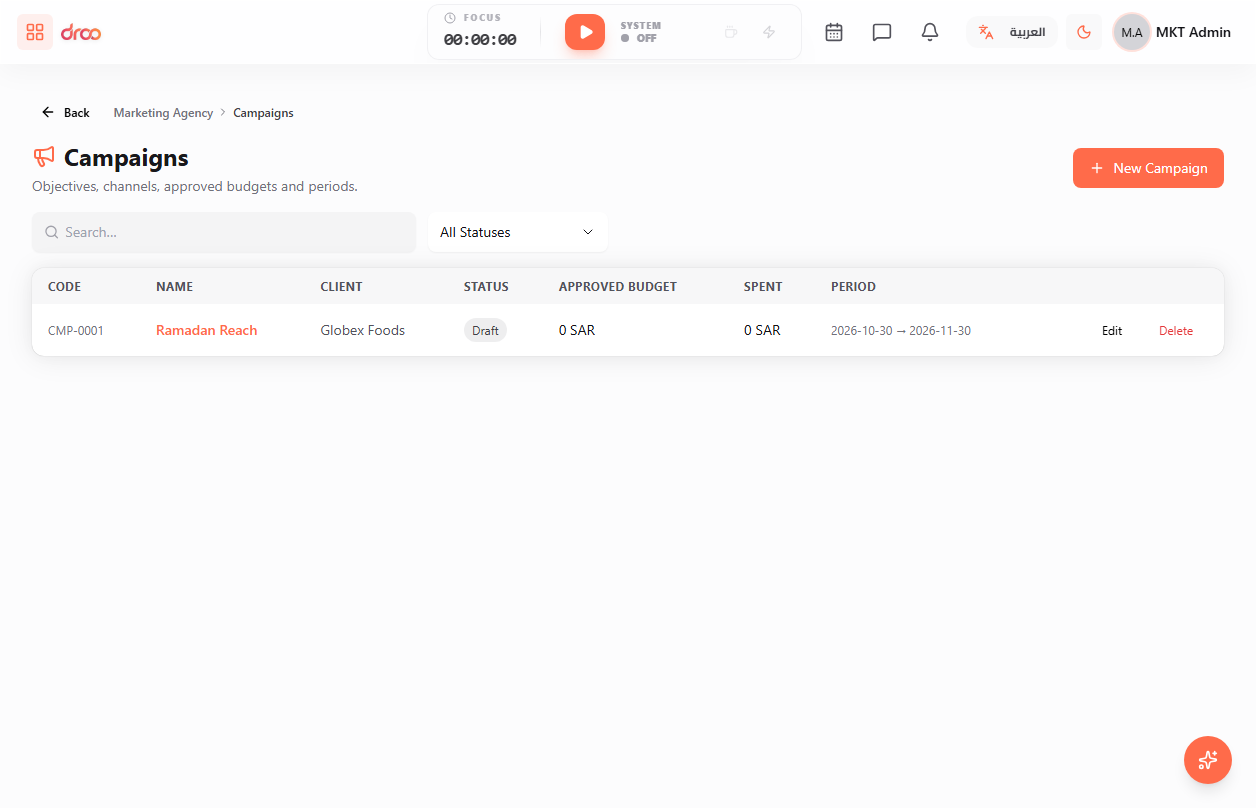 droo
FOCUS
00:00:00
SYSTEM
OFF
العربية
M.A
MKT Admin
Back
Marketing Agency > Campaigns
Campaigns
Objectives, channels, approved budgets and periods.
New Campaign
Search...
All Statuses
CODE NAME CLIENT STATUS APPROVED BUDGET SPENT PERIOD
CMP-0001 Ramadan Reach Globex Foods Draft 0 SAR 0 SAR 2026-10-30 → 2026-11-30 Edit Delete